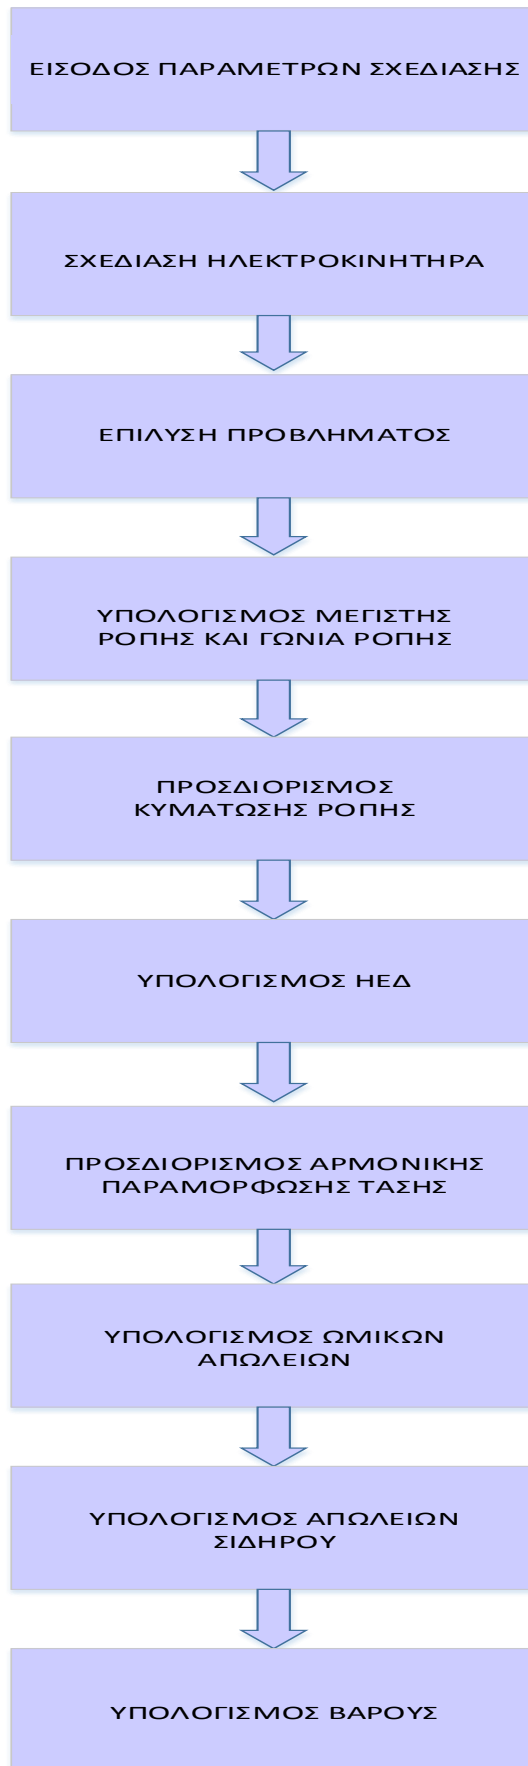 ΕΙΣΟΔΟΣ ΠΑΡΑΜΕΤΡΩΝ ΣΧΕΔΙΑΣΗΣ
ΣΧΕΔΙΑΣΗ ΗΛΕΚΤΡΟΚΙΝΗΤΗΡΑ
ΕΠΙΛΥΣΗ ΠΡΟΒΛΗΜΑΤΟΣ
ΥΠΟΛΟΓΙΣΜΟΣ ΜΕΓΙΣΤΗΣ
ΡΟΠΗΣ ΚΑΙ ΓΩΝΙΑ ΡΟΠΗΣ
ΠΡΟΣΔΙΟΡΙΣΜΟΣ
ΚΥΜΑΤΩΣΗΣ ΡΟΠΗΣ
ΥΠΟΛΟΓΙΣΜΟΣ ΗΕΔ
ΠΡΟΣΔΙΟΡΙΣΜΟΣ ΑΡΜΟΝΙΚΗΣ
ΠΑΡΑΜΟΡΦΩΣΗΣ ΤΑΣΗΣ
ΥΠΟΛΟΓΙΣΜΟΣ ΩΜΙΚΩΝ
ΑΠΩΛΕΙΩΝ
ΥΠΟΛΟΓΙΣΜΟΣ ΑΠΩΛΕΙΩΝ
ΣΙΔΗΡΟΥ
ΥΠΟΛΟΓΙΣΜΟΣ ΒΑΡΟΥΣ